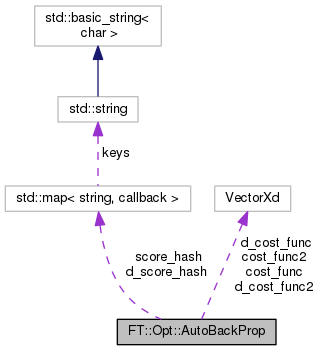 std::basic_string<
char >
std::string
keys
std::map< string, callback >
VectorXd
score_hash
d_score_hash
d_cost_func
cost_func2
cost_func
d_cost_func2
FT::Opt::AutoBackProp